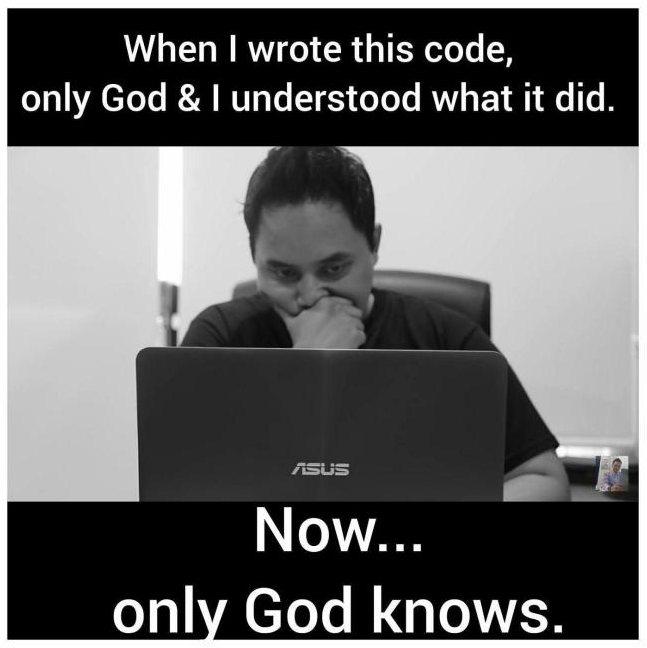 When I wrote this code,
only God & I understood what it did.
ASUS
Now...
only God knows.